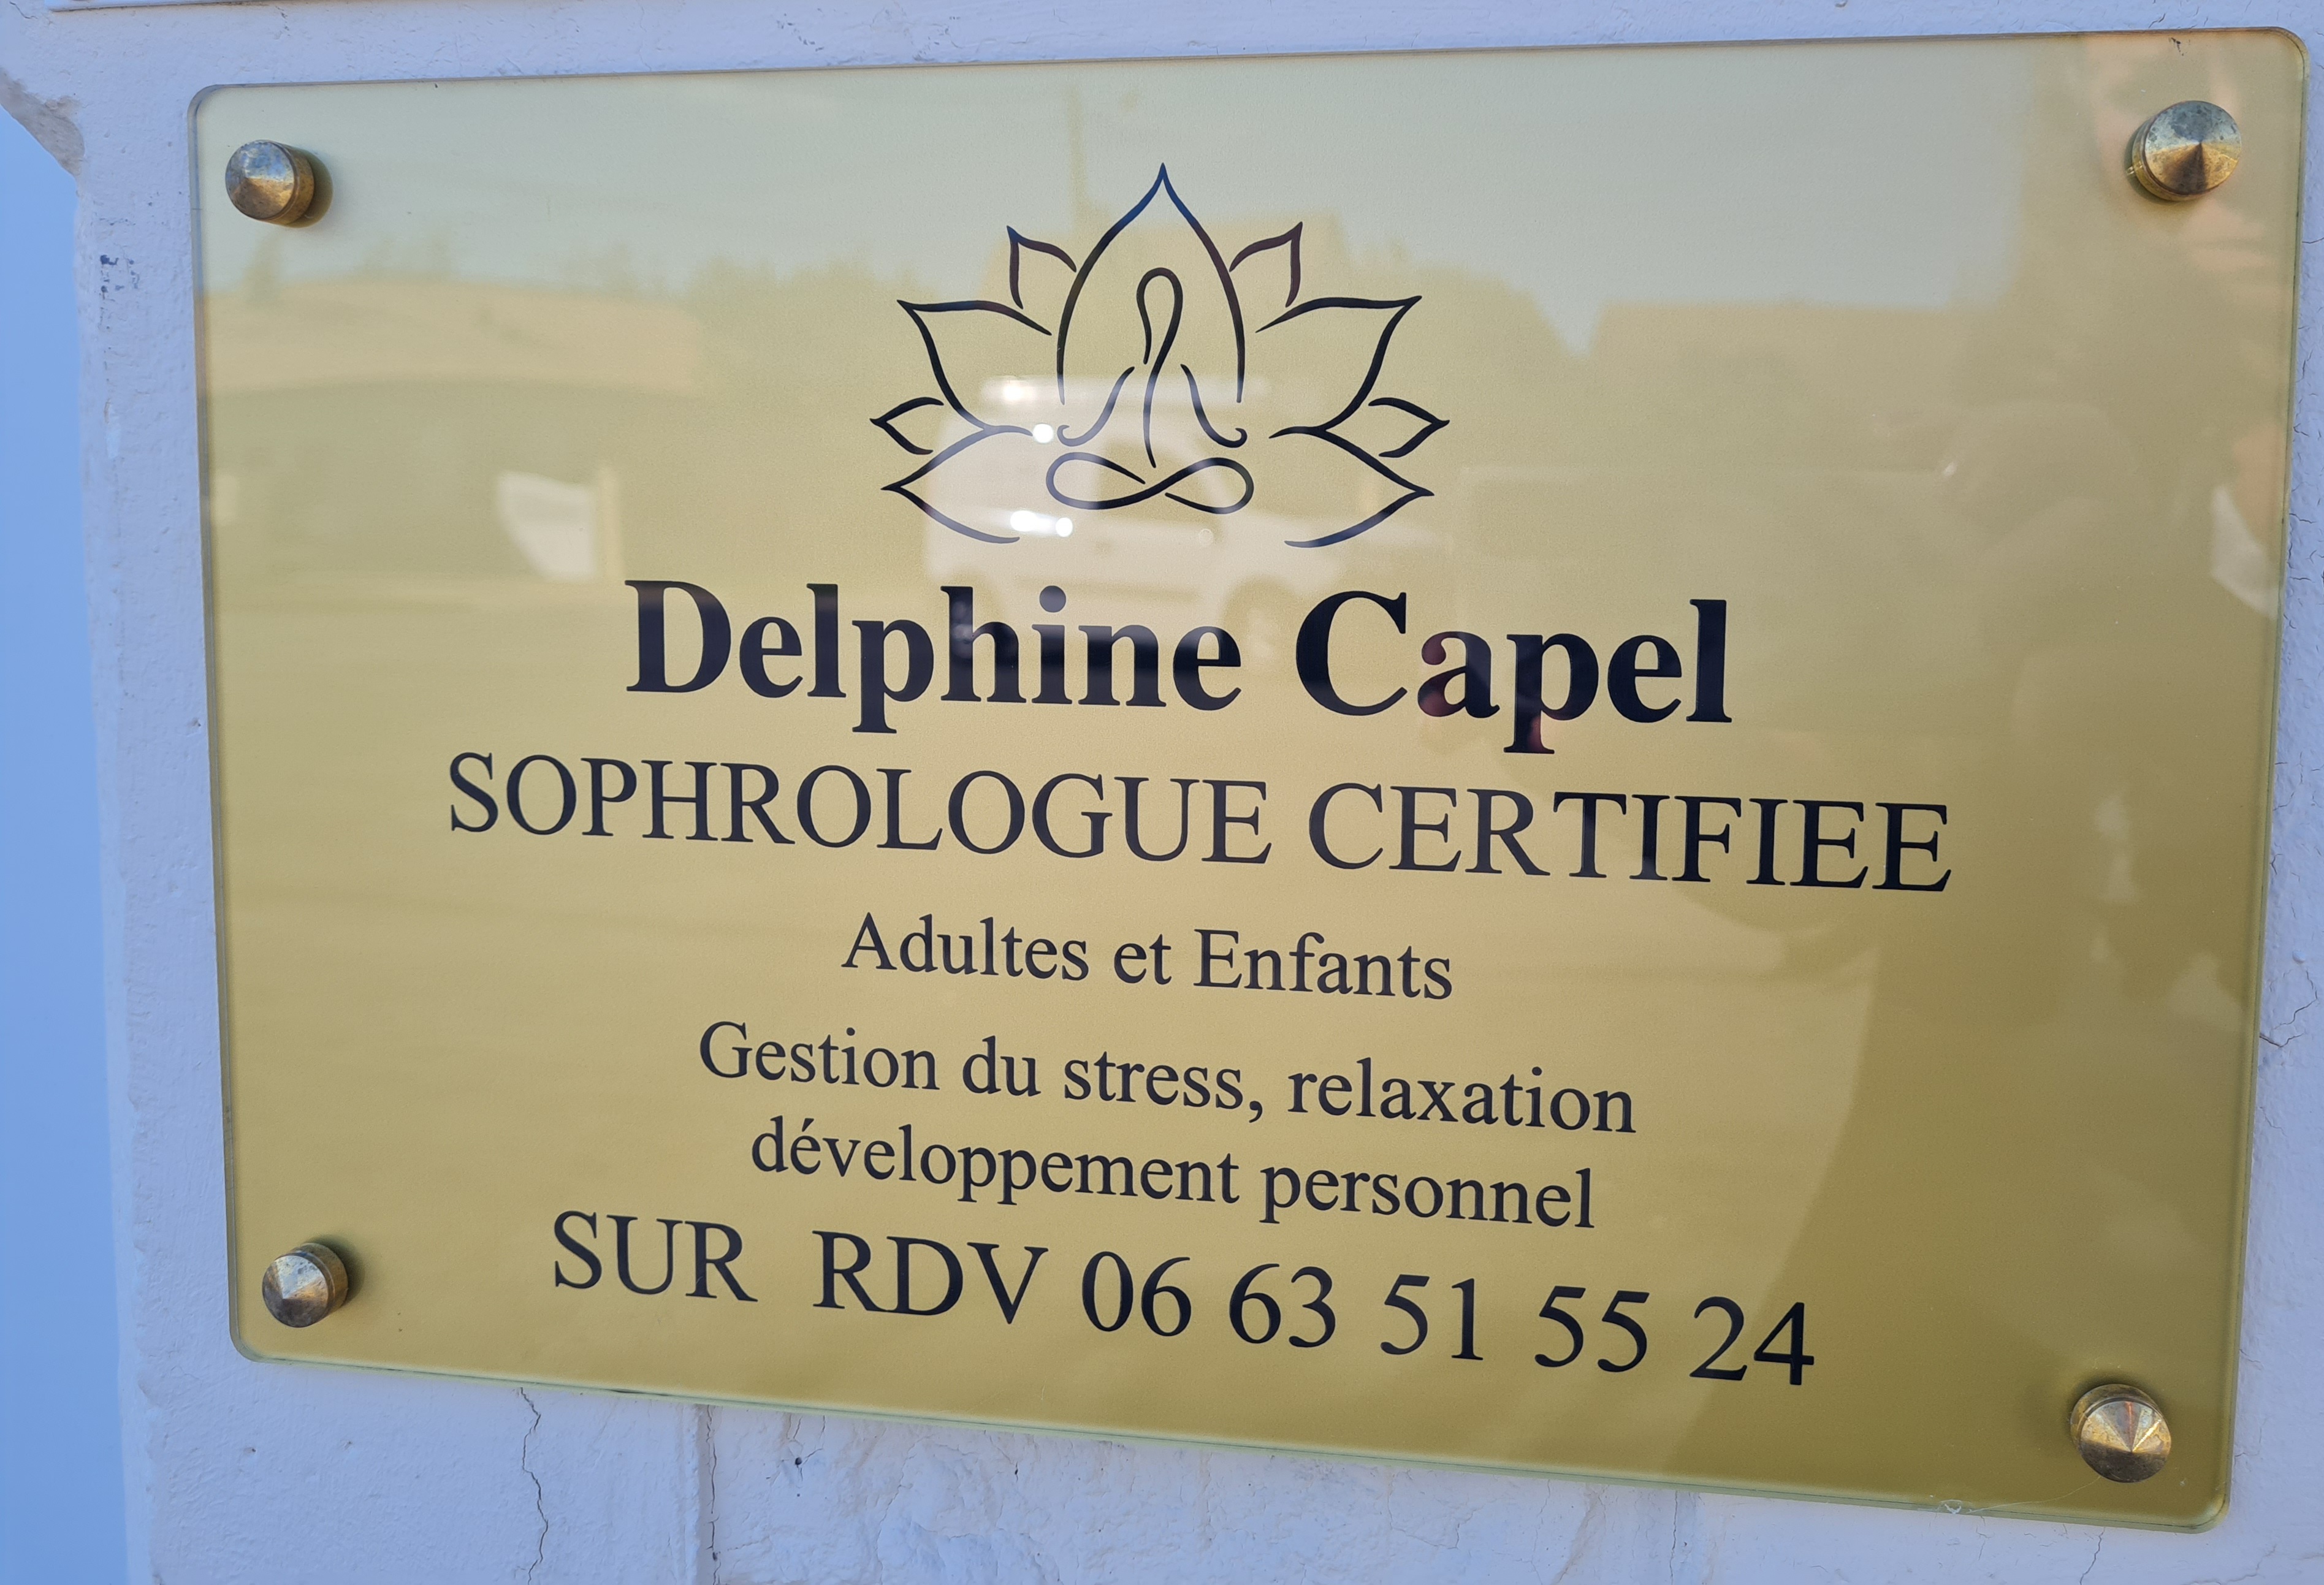 Delphine Capel
SOPHROLOGUE CERTIFIEE
Adultes et Enfants
Gestion du stress, relaxation
développement personnel
SUR RDV 06 63 51 55 24